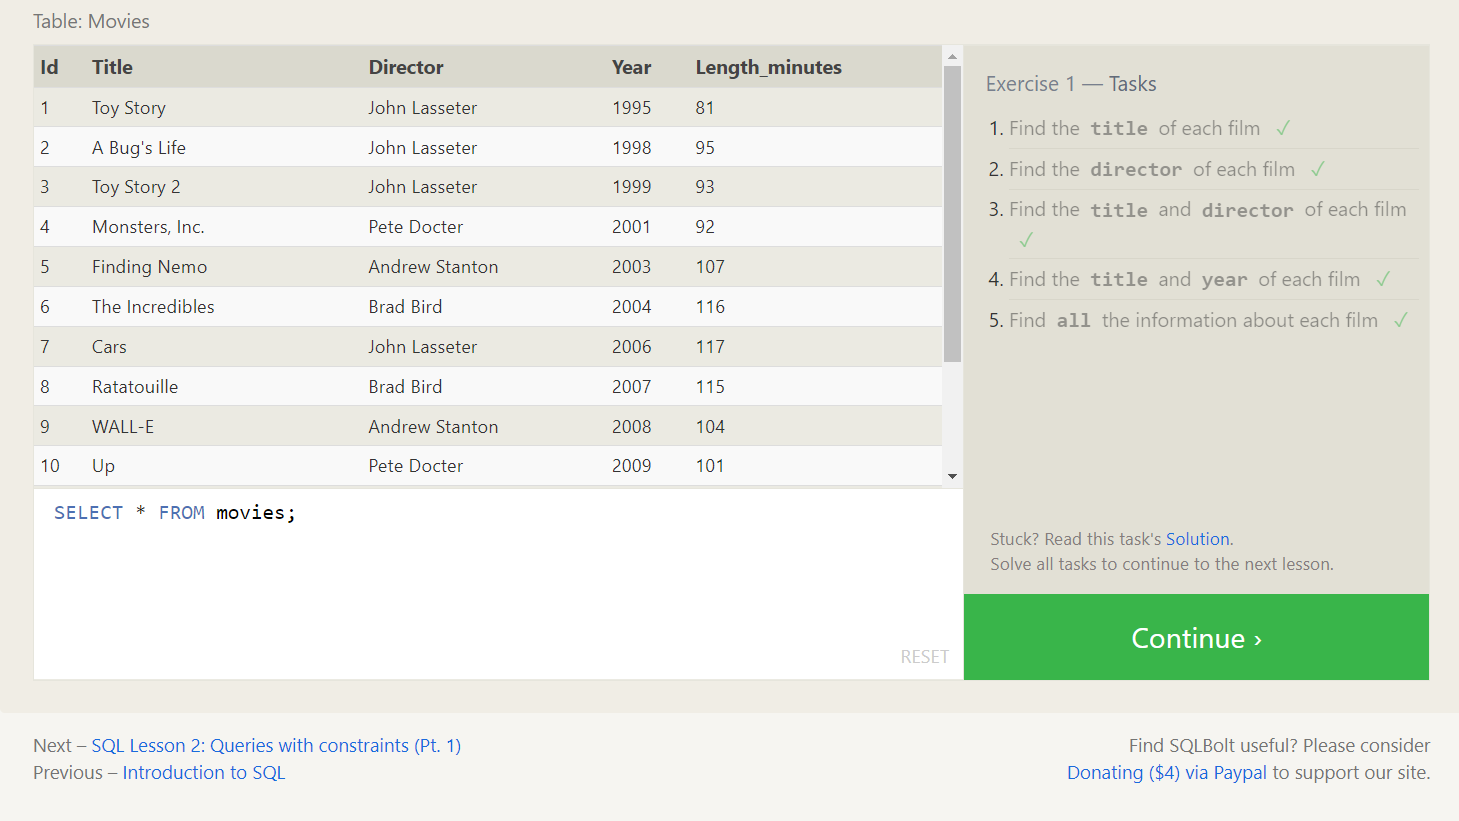 Table: Movies
Id Title Director Year Length_minutes
1 Toy Story John Lasseter 1995 81
2 A Bug's Life John Lasseter 1998 95
3 Toy Story 2 John Lasseter 1999 93
4 Monsters, Inc. Pete Docter 2001 92
5 Finding Nemo Andrew Stanton 2003 107
6 The Incredibles Brad Bird 2004 116
7 Cars John Lasseter 2006 117
8 Ratatouille Brad Bird 2007 115
9 WALL-E Andrew Stanton 2008 104
10 Up Pete Docter 2009 101
SELECT * FROM movies;
RESET
Exercise 1 — Tasks
1. Find the title of each film ✓
2. Find the director of each film ✓
3. Find the title and director of each film
✓
4. Find the title and year of each film ✓
5. Find all the information about each film ✓
Stuck? Read this task's Solution.
Solve all tasks to continue to the next lesson.
Continue ›
Next – SQL Lesson 2: Queries with constraints (Pt. 1)
Previous – Introduction to SQL
Find SQLBolt useful? Please consider
Donating ($4) via Paypal to support our site.